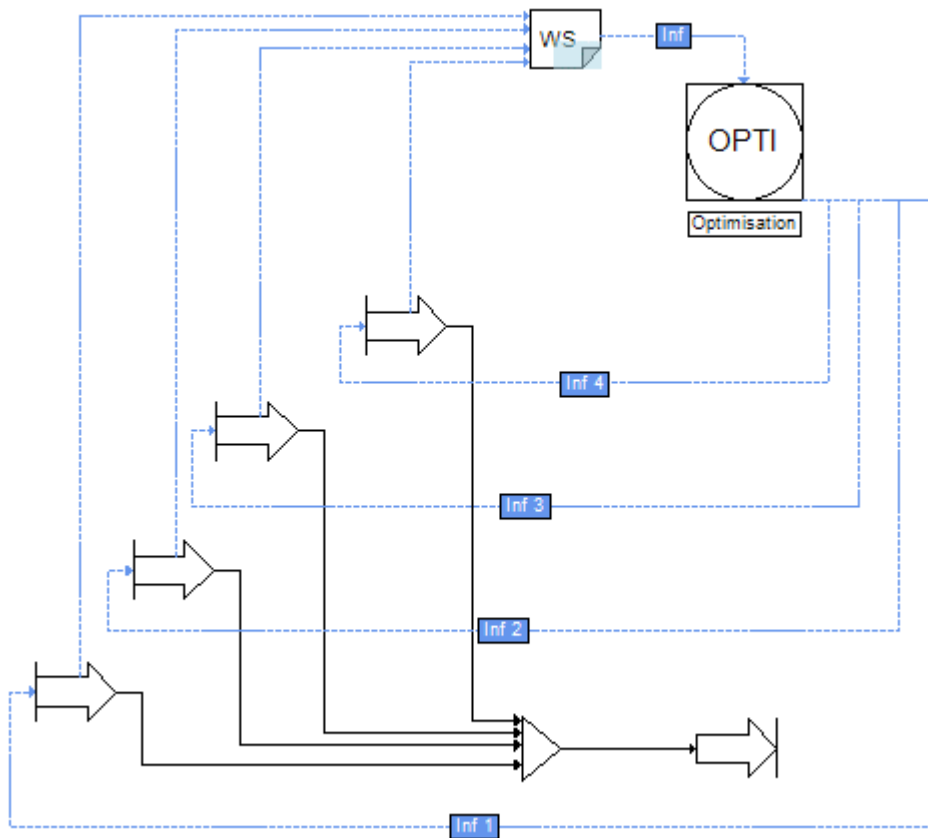 WS
Inf
OPTI
Optimisation
Inf 4
Inf 3
Inf 2
Inf 1